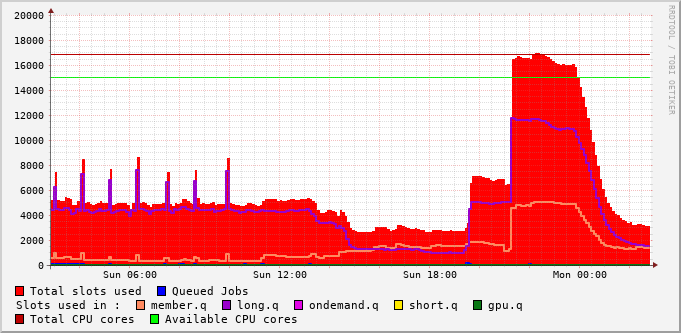 20000
18000
16000
14000
12000
10000
8000
6000
4000
2000
0
Sun 06:00 Sun 12:00 Sun 18:00 Mon 00:00
RRDTOOL / TOBI OETIKER
Total slots used Queued Jobs
Slots used in : member.q long.q ondemand.q short.q gpu.q
Total CPU cores Available CPU cores